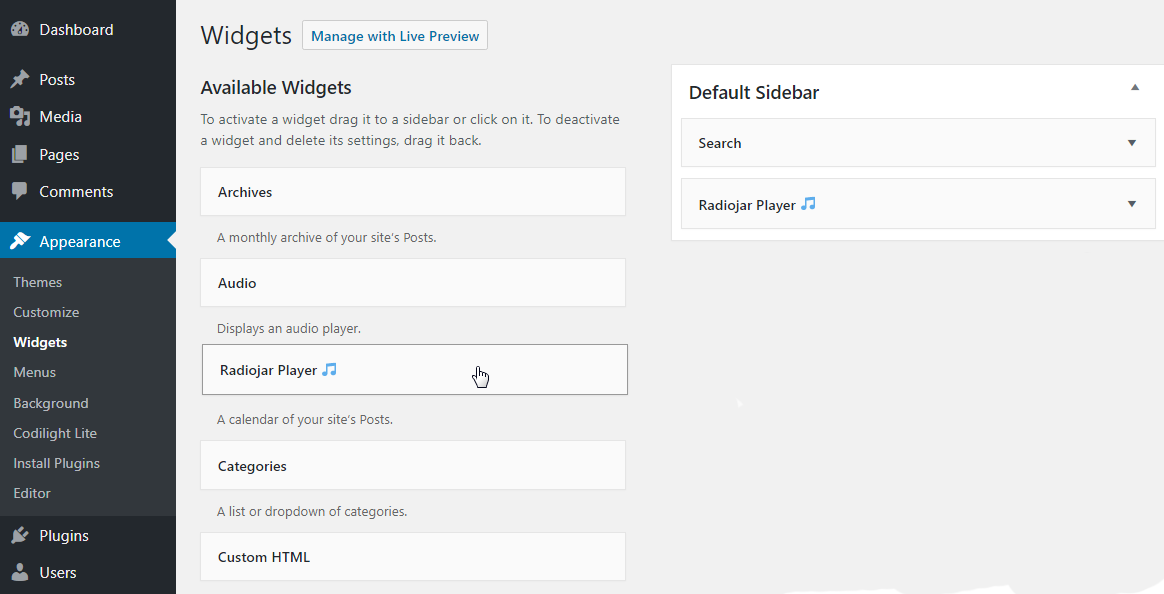 Dashboard
Posts
Media
Pages
Comments
Appearance
Themes
Customize
Widgets
Menus
Background
Codilight Lite
Install Plugins
Editor
Plugins
Users
Widgets
Manage with Live Preview
Available Widgets
To activate a widget drag it to a sidebar or click on it. To deactivate
a widget and delete its settings, drag it back.
Archives
A monthly archive of your site's Posts.
Audio
Displays an audio player.
Radiojar Player 🎵
A calendar of your site's Posts.
Categories
A list or dropdown of categories.
Custom HTML
Default Sidebar
Search
Radiojar Player 🎵